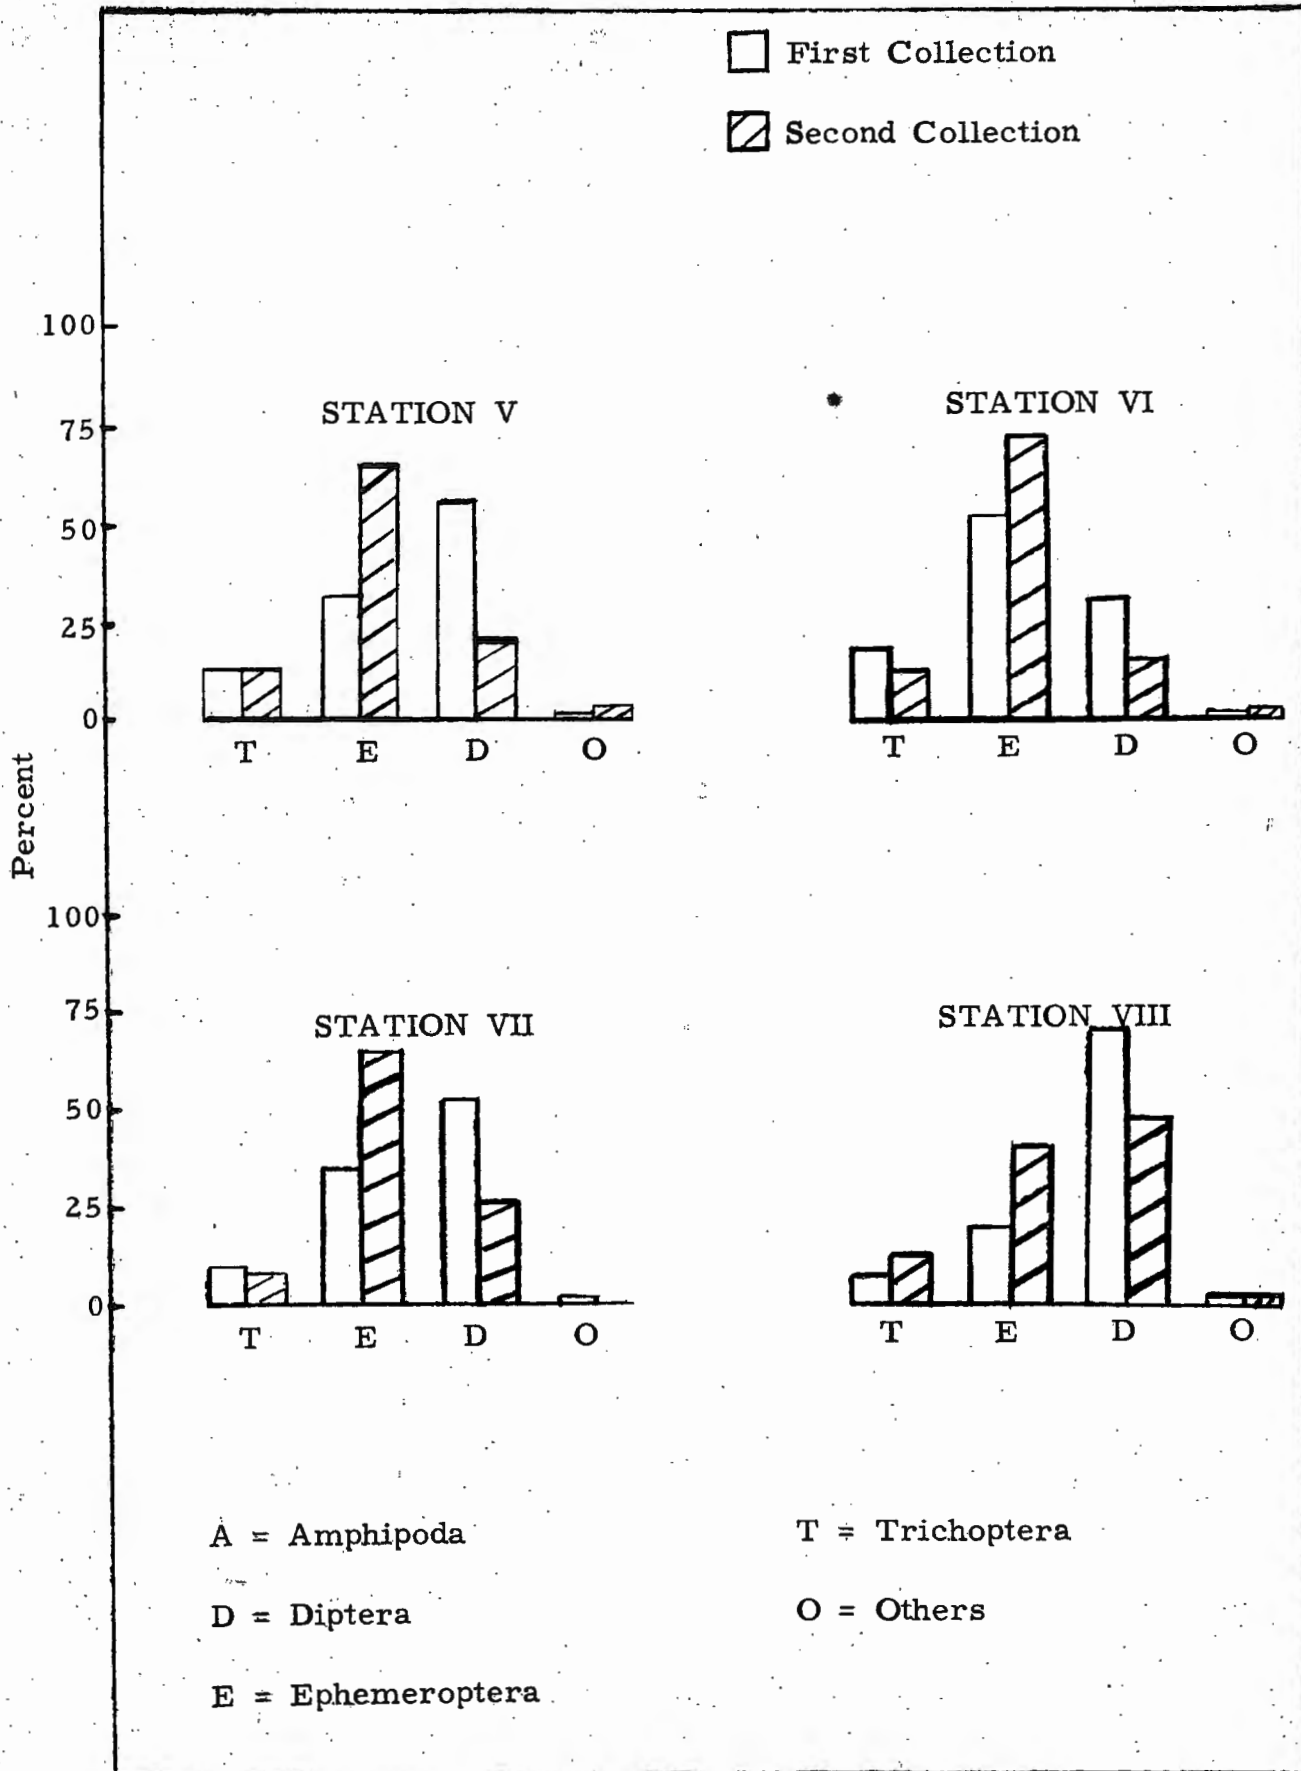 First Collection
Second Collection
Percent
100
75
50
25
0
STATION V
T E D O
STATION VI
T E D O
100
75
50
25
0
STATION VII
T E D O
STATION VIII
T E D O
A = Amphipoda
D = Diptera
E = Ephemeroptera
T = Trichoptera
O = Others